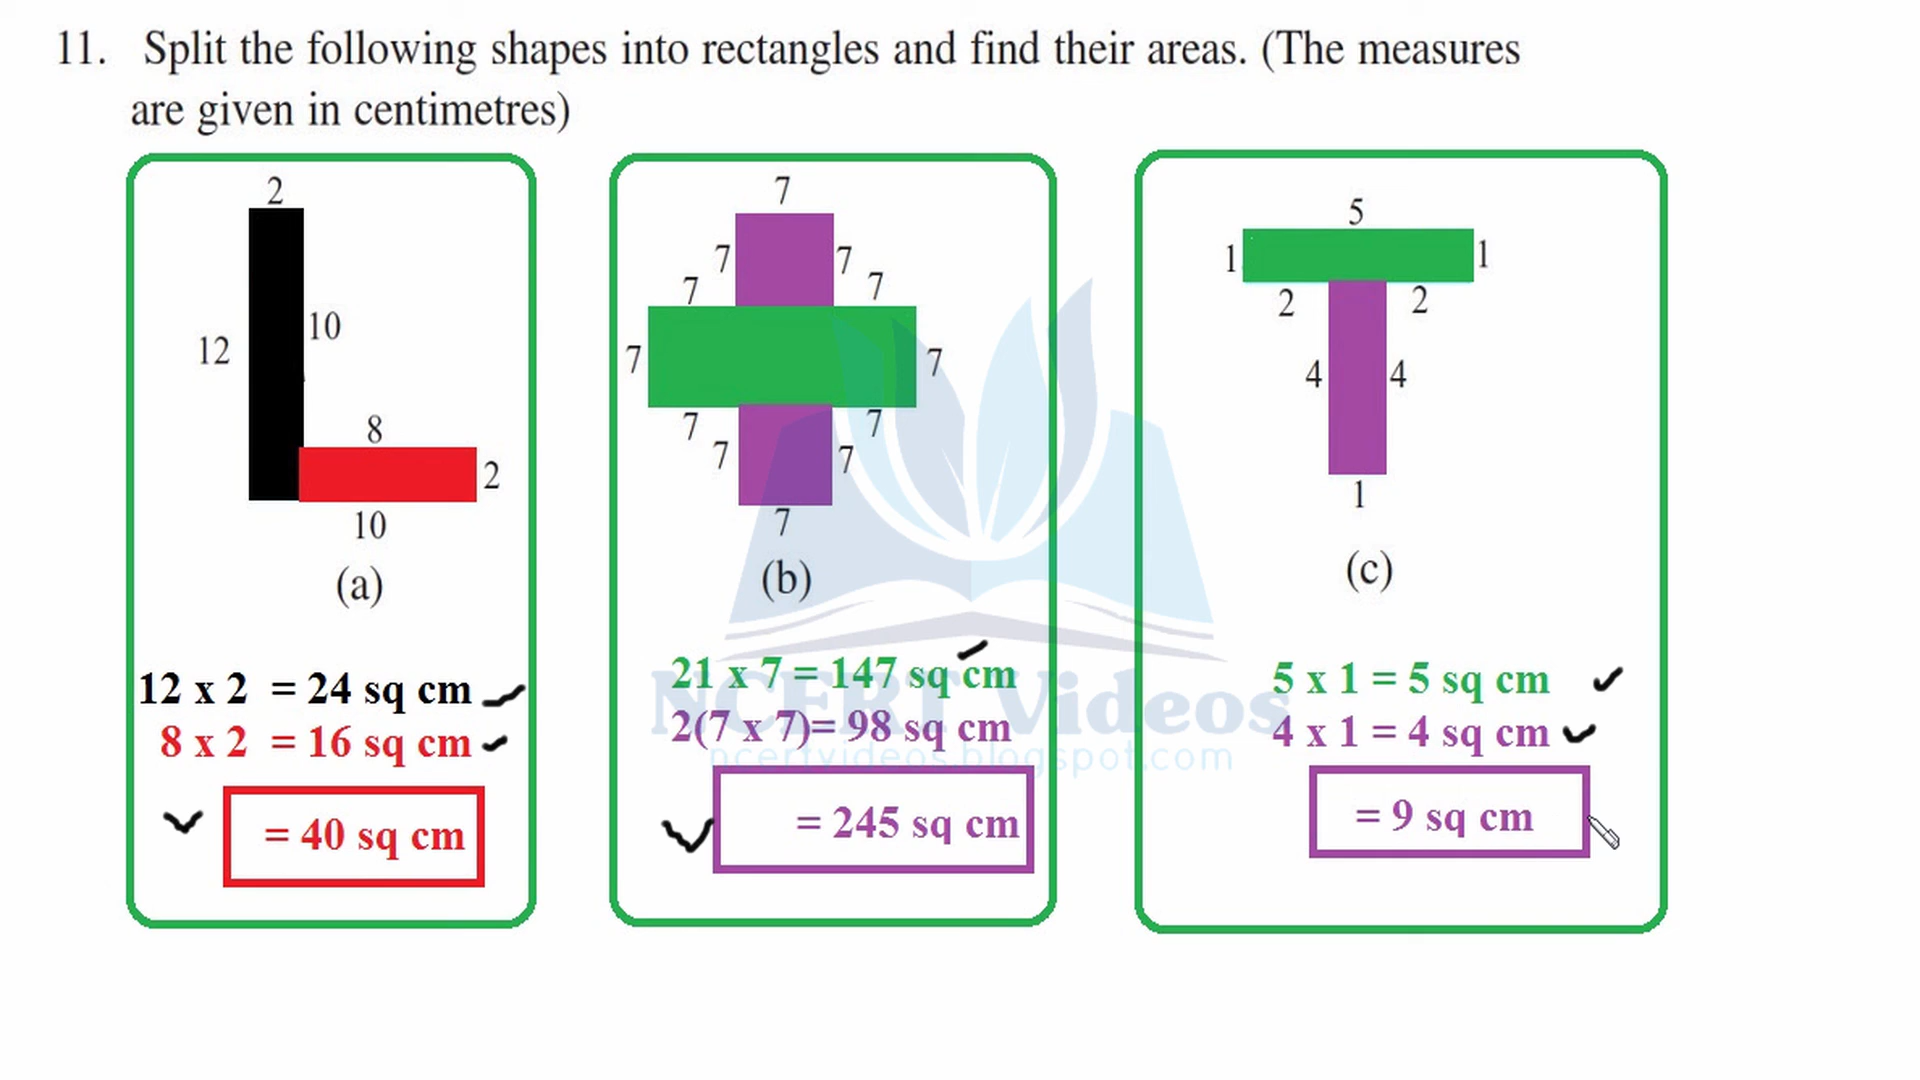 11. Split the following shapes into rectangles and find their areas. (The measures
are given in centimetres)
2
12
10
8
2
10
(a)
12 x 2 = 24 sq cm
8 x 2 = 16 sq cm
= 40 sq cm
7
7
7
7
7
7
7
7
7
7
7
7
(b)
21 x 7 = 147 sq cm
2(7 x 7)= 98 sq cm
= 245 sq cm
5
1
1
2
2
4
4
1
(c)
5 x 1 = 5 sq cm
4 x 1 = 4 sq cm
= 9 sq cm
NCERT Videos
ncertvideos.blogspot.com